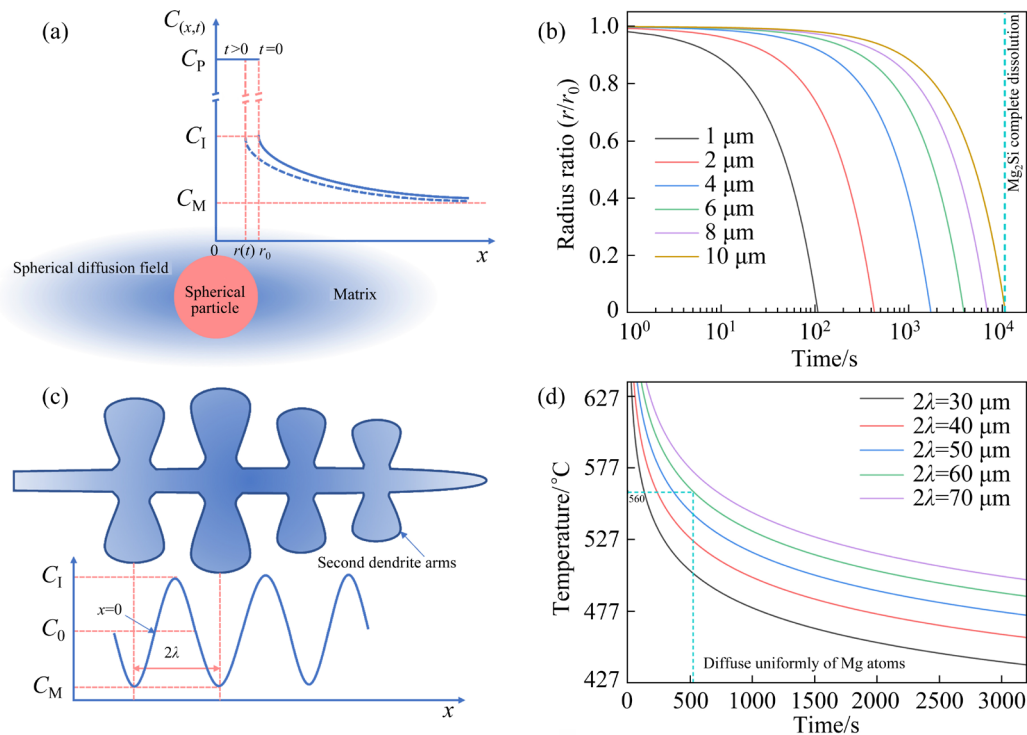 (a)
C(x,t)
t>0 t=0
CP
CI
CM
0
r(t) r0
x
Spherical diffusion field
Spherical
particle
Matrix
(b)
Radius ratio (r/r0)
1.0
0.8
0.6
0.4
0.2
0
1 μm
2 μm
4 μm
6 μm
8 μm
10 μm
Mg2Si complete dissolution
10^0 10^1 10^2 10^3 10^4
Time/s
(c)
Second dendrite arms
CI
x=0
C0
2λ
CM
x
(d)
Temperature/°C
627
577
560
527
477
427
2λ=30 μm
2λ=40 μm
2λ=50 μm
2λ=60 μm
2λ=70 μm
Diffuse uniformly of Mg atoms
0 500 1000 1500 2000 2500 3000
Time/s